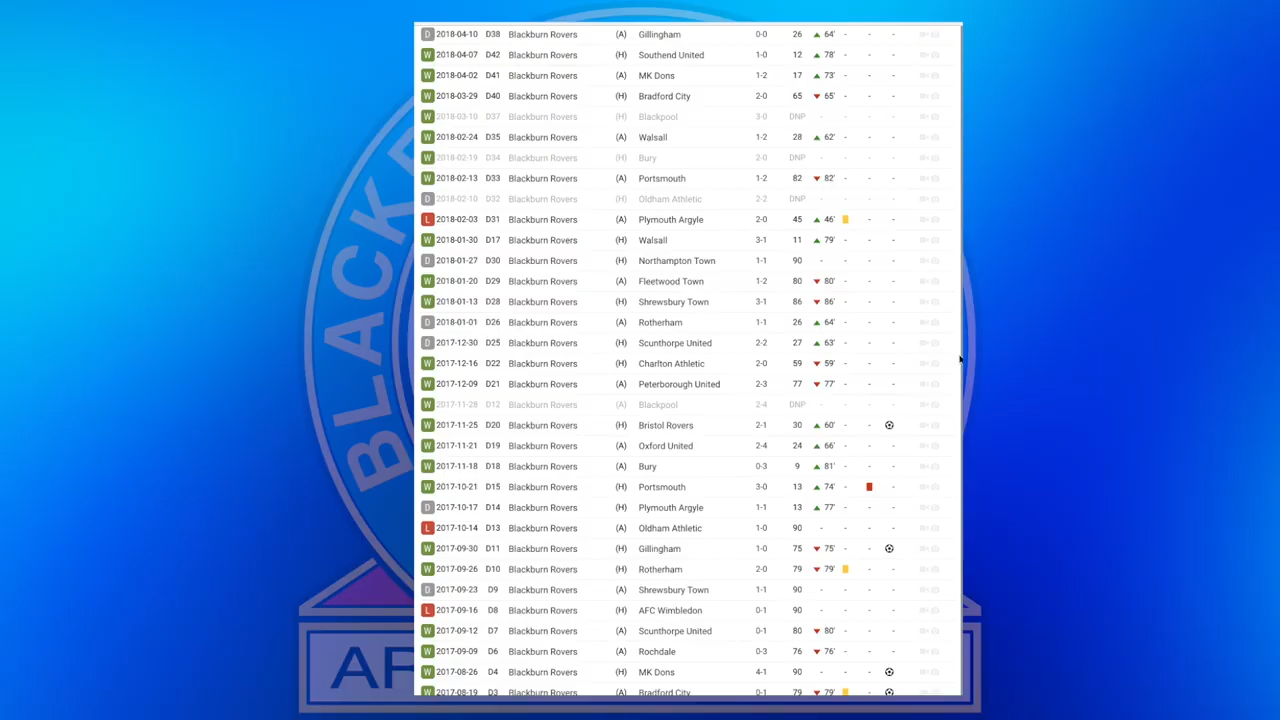 D 2018-04-10 D38 Blackburn Rovers (A) Gillingham 0-0 26 64' - - -
W 2018-04-07 D42 Blackburn Rovers (H) Southend United 1-0 12 78' - - -
W 2018-04-02 D41 Blackburn Rovers (A) MK Dons 1-2 17 73' - - -
W 2018-03-29 D40 Blackburn Rovers (H) Bradford City 2-0 65 65' - - -
W 2018-03-10 D37 Blackburn Rovers (H) Blackpool 3-0 DNP - - - -
W 2018-02-24 D35 Blackburn Rovers (A) Walsall 1-2 28 62' - - -
W 2018-02-19 D34 Blackburn Rovers (H) Bury 2-0 DNP - - - -
W 2018-02-13 D33 Blackburn Rovers (A) Portsmouth 1-2 82 82' - - -
D 2018-02-10 D32 Blackburn Rovers (H) Oldham Athletic 2-2 DNP - - - -
L 2018-02-03 D31 Blackburn Rovers (A) Plymouth Argyle 2-0 45 46' - -
W 2018-01-30 D17 Blackburn Rovers (H) Walsall 3-1 11 79' - - -
D 2018-01-27 D30 Blackburn Rovers (H) Northampton Town 1-1 90 - - - -
W 2018-01-20 D29 Blackburn Rovers (A) Fleetwood Town 1-2 80 80' - - -
W 2018-01-13 D28 Blackburn Rovers (H) Shrewsbury Town 3-1 86 86' - - -
D 2018-01-01 D26 Blackburn Rovers (A) Rotherham 1-1 26 64' - - -
D 2017-12-30 D25 Blackburn Rovers (H) Scunthorpe United 2-2 27 63' - - -
W 2017-12-16 D22 Blackburn Rovers (H) Charlton Athletic 2-0 59 59' - - -
W 2017-12-09 D21 Blackburn Rovers (A) Peterborough United 2-3 77 77' - - -
W 2017-11-28 D12 Blackburn Rovers (A) Blackpool 2-4 DNP - - - -
W 2017-11-25 D20 Blackburn Rovers (H) Bristol Rovers 2-1 30 60' - -
W 2017-11-21 D19 Blackburn Rovers (A) Oxford United 2-4 24 66' - - -
W 2017-11-18 D18 Blackburn Rovers (A) Bury 0-3 9 81' - - -
W 2017-10-21 D15 Blackburn Rovers (H) Portsmouth 3-0 13 74' - -
D 2017-10-17 D14 Blackburn Rovers (H) Plymouth Argyle 1-1 13 77' - - -
L 2017-10-14 D13 Blackburn Rovers (A) Oldham Athletic 1-0 90 - - - -
W 2017-09-30 D11 Blackburn Rovers (H) Gillingham 1-0 75 75' - -
W 2017-09-26 D10 Blackburn Rovers (H) Rotherham 2-0 79 79' - -
D 2017-09-23 D9 Blackburn Rovers (A) Shrewsbury Town 1-1 90 - - - -
L 2017-09-16 D8 Blackburn Rovers (H) AFC Wimbledon 0-1 90 - - - -
W 2017-09-12 D7 Blackburn Rovers (A) Scunthorpe United 0-1 80 80' - - -
W 2017-09-09 D6 Blackburn Rovers (A) Rochdale 0-3 76 76' - - -
W 2017-08-26 D4 Blackburn Rovers (H) MK Dons 4-1 90 - - -
W 2017-08-19 D3 Blackburn Rovers (A) Bradford City 0-1 79 79' -
BLACK
AR